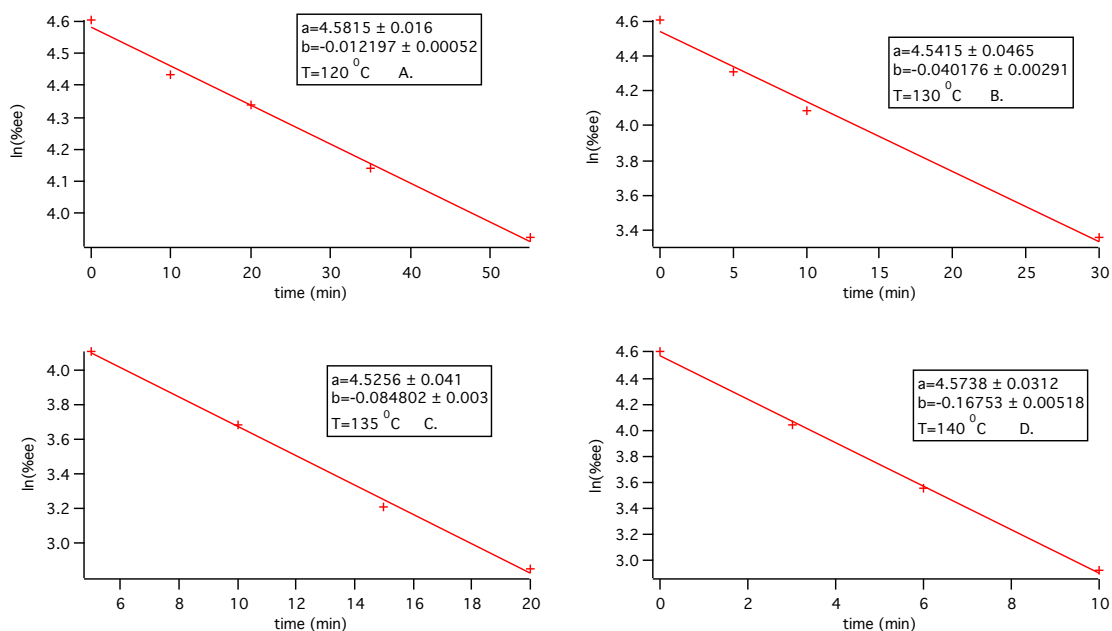 4.6
4.5
4.4
4.3
4.2
4.1
4.0
ln(%ee)
0 10 20 30 40 50
time (min)
a=4.5815 ± 0.016
b=-0.012197 ± 0.00052
T=120 ⁰C A.
4.6
4.4
4.2
4.0
3.8
3.6
3.4
ln(%ee)
0 5 10 15 20 25 30
time (min)
a=4.5415 ± 0.0465
b=-0.040176 ± 0.00291
T=130 ⁰C B.
4.0
3.6
3.4
3.2
3.0
ln(%ee)
6 8 10 12 14 16 18 20
time (min)
a=4.5256 ± 0.041
b=-0.084802 ± 0.003
T=135 ⁰C C.
4.6
4.4
4.2
4.0
3.8
3.6
3.4
3.2
3.0
ln(%ee)
0 2 4 6 8 10
time (min)
a=4.5738 ± 0.0312
b=-0.16753 ± 0.00518
T=140 ⁰C D.